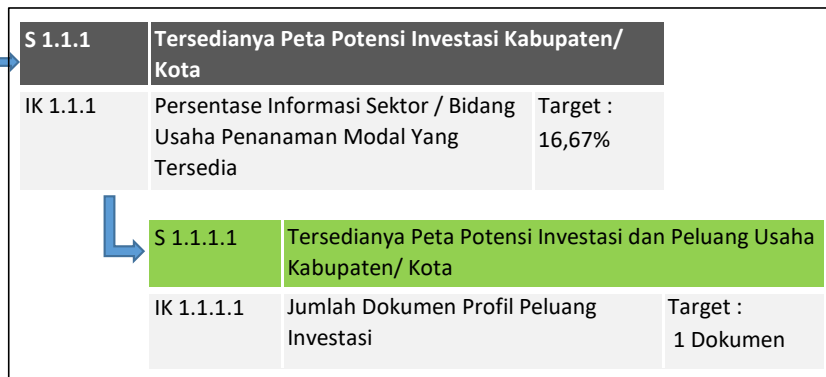 S 1.1.1 Tersedianya Peta Potensi Investasi Kabupaten/
Kota
IK 1.1.1 Persentase Informasi Sektor / Bidang Target :
Usaha Penanaman Modal Yang 16,67%
Tersedia
S 1.1.1.1 Tersedianya Peta Potensi Investasi dan Peluang Usaha
Kabupaten/ Kota
IK 1.1.1.1 Jumlah Dokumen Profil Peluang Target :
Investasi 1 Dokumen